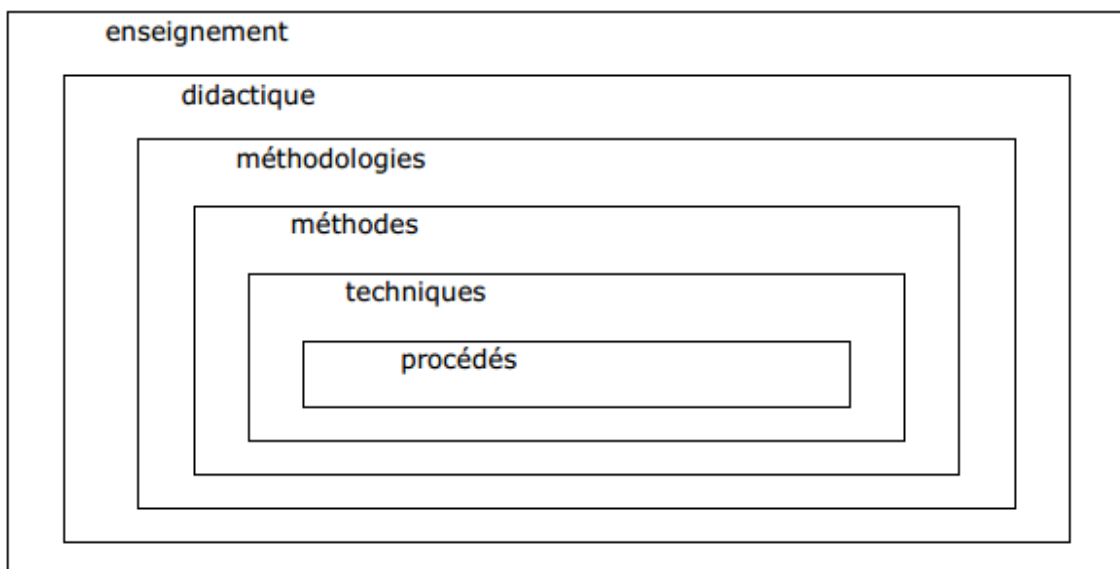 enseignement
didactique
méthodologies
méthodes
techniques
procédés